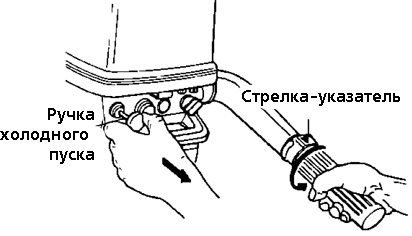 Стрелка-указатель
Ручка
холодного
пуска